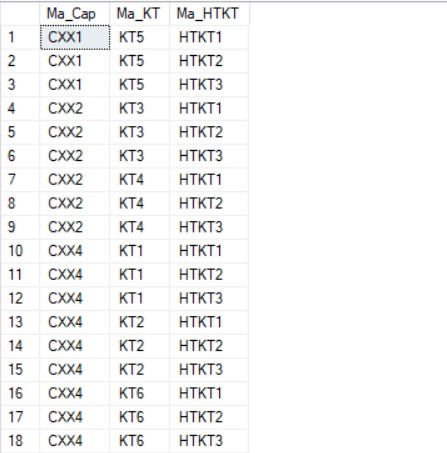 Ma_Cap Ma_KT Ma_HTKT
1 CXX1 KT5 HTKT1
2 CXX1 KT5 HTKT2
3 CXX1 KT5 HTKT3
4 CXX2 KT3 HTKT1
5 CXX2 KT3 HTKT2
6 CXX2 KT3 HTKT3
7 CXX2 KT4 HTKT1
8 CXX2 KT4 HTKT2
9 CXX2 KT4 HTKT3
10 CXX4 KT1 HTKT1
11 CXX4 KT1 HTKT2
12 CXX4 KT1 HTKT3
13 CXX4 KT2 HTKT1
14 CXX4 KT2 HTKT2
15 CXX4 KT2 HTKT3
16 CXX4 KT6 HTKT1
17 CXX4 KT6 HTKT2
18 CXX4 KT6 HTKT3